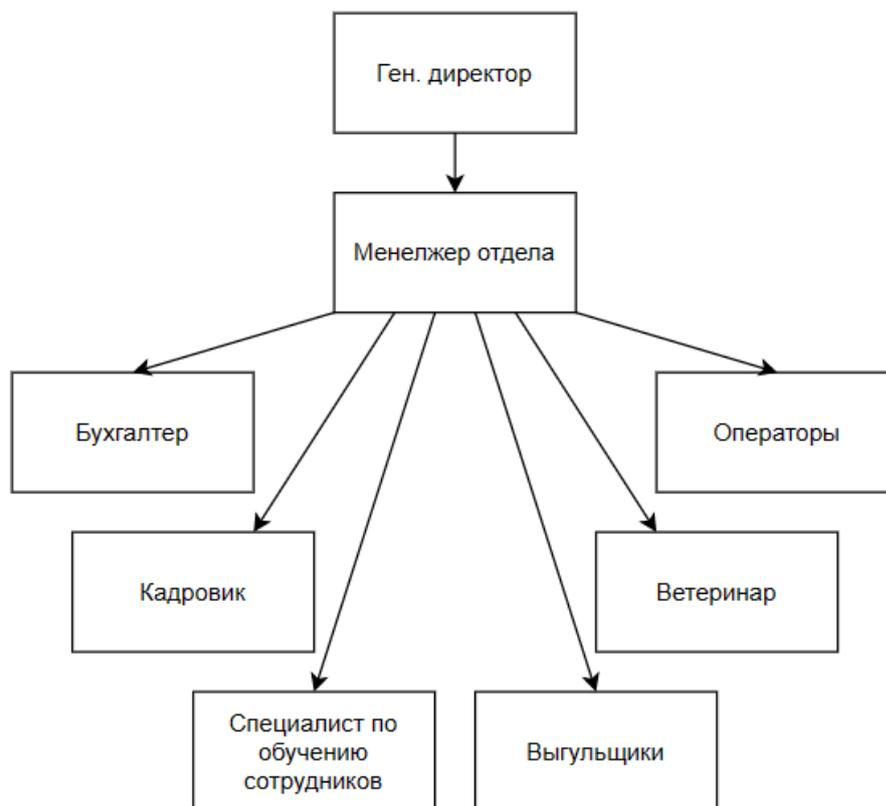 Ген. директор
Менелжер отдела
Бухгалтер
Операторы
Кадровик
Ветеринар
Специалист по
обучению
сотрудников
Выгульщики